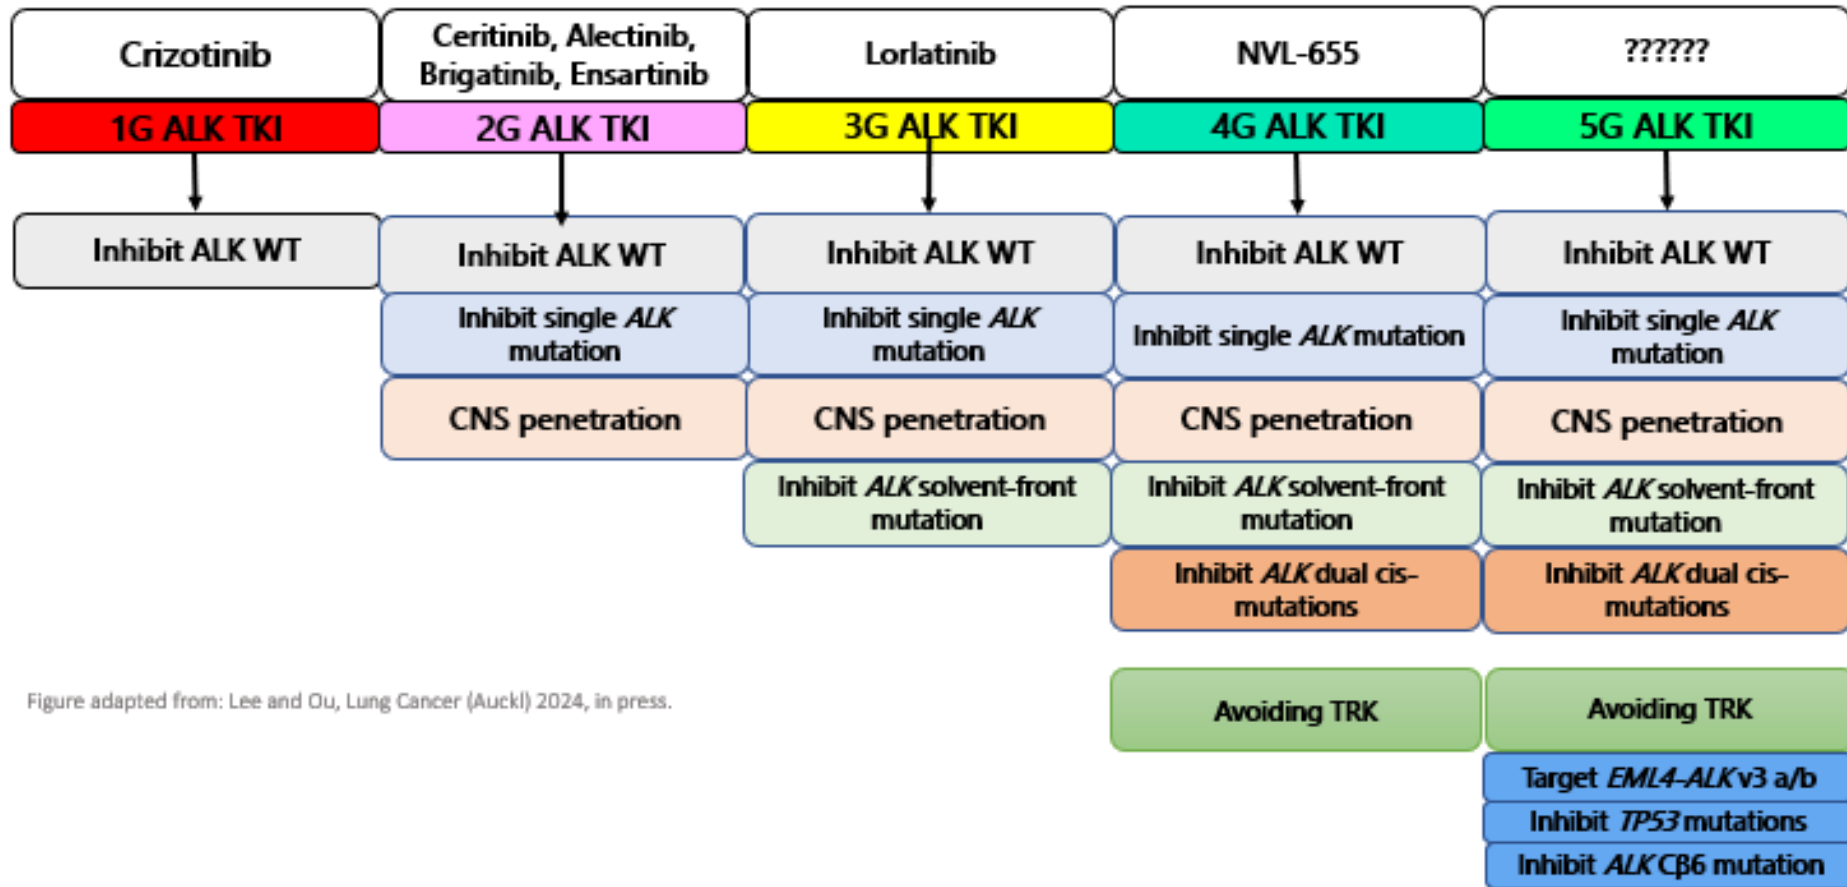 Crizotinib
Ceritinib, Alectinib,
Brigatinib, Ensartinib
Lorlatinib
NVL-655
??????
1G ALK TKI
2G ALK TKI
3G ALK TKI
4G ALK TKI
5G ALK TKI
Inhibit ALK WT
Inhibit ALK WT
Inhibit ALK WT
Inhibit ALK WT
Inhibit ALK WT
Inhibit single ALK
mutation
Inhibit single ALK
mutation
Inhibit single ALK mutation
Inhibit single ALK
mutation
CNS penetration
CNS penetration
CNS penetration
CNS penetration
Inhibit ALK solvent-front
mutation
Inhibit ALK solvent-front
mutation
Inhibit ALK solvent-front
mutation
Inhibit ALK dual cis-
mutations
Inhibit ALK dual cis-
mutations
Figure adapted from: Lee and Ou, Lung Cancer (Auckl) 2024, in press.
Avoiding TRK
Avoiding TRK
Target EML4-ALK v3 a/b
Inhibit TP53 mutations
Inhibit ALK Cβ6 mutation